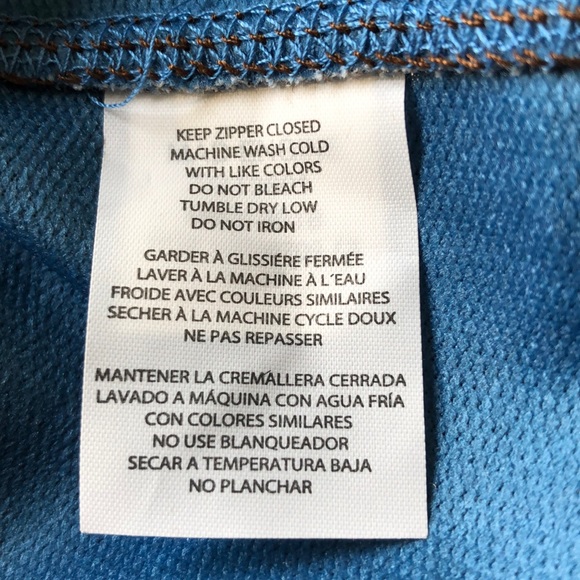 KEEP ZIPPER CLOSED
MACHINE WASH COLD
WITH LIKE COLORS
DO NOT BLEACH
TUMBLE DRY LOW
DO NOT IRON
GARDER À GLISSIÉRE FERMÉE
LAVER À LA MACHINE À L´EAU
FROIDE AVEC COULEURS SIMILAIRES
SECHER À LA MACHINE CYCLE DOUX
NE PAS REPASSER
MANTENER LA CREMÁLLERA CERRADA
LAVADO A MÁQUINA CON AGUA FRÍA
CON COLORES SIMILARES
NO USE BLANQUEADOR
SECAR A TEMPERATURA BAJA
NO PLANCHAR